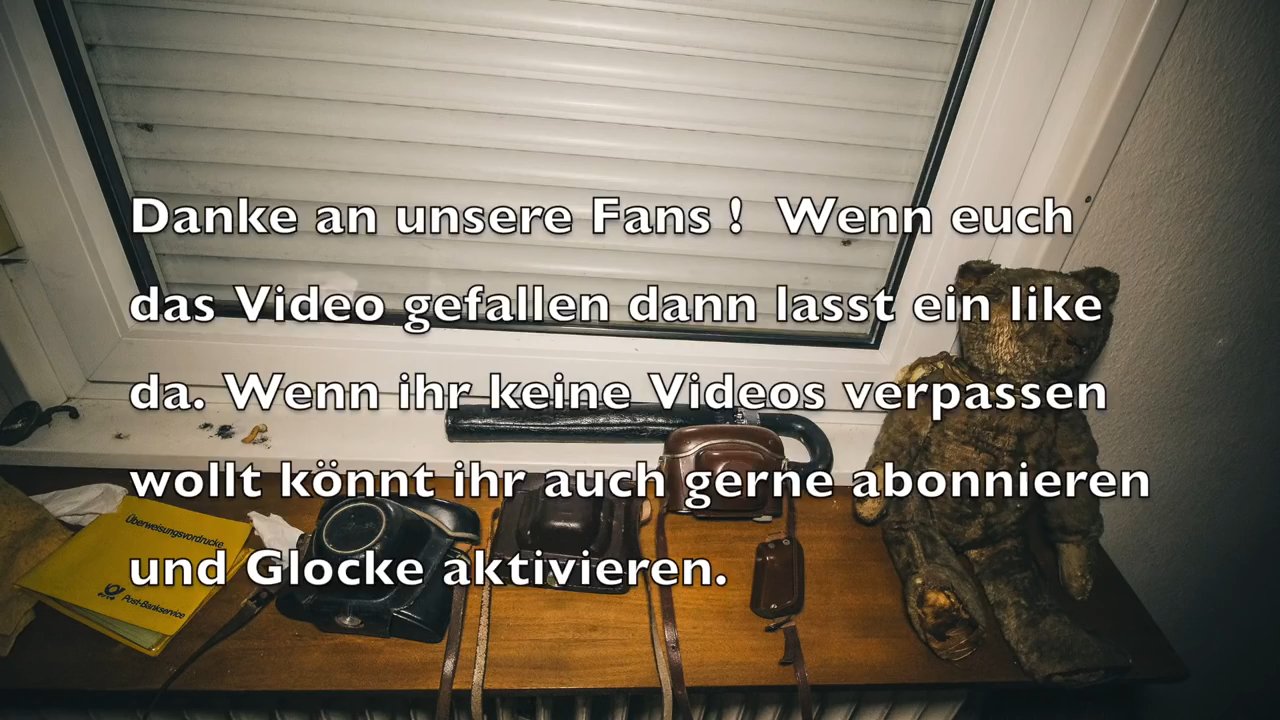 Danke an unsere Fans ! Wenn euch
das Video gefallen dann lasst ein like
da. Wenn ihr keine Videos verpassen
wollt könnt ihr auch gerne abonnieren
und Glocke aktivieren.
Überweisungsvordrucke
Post-Bankservice